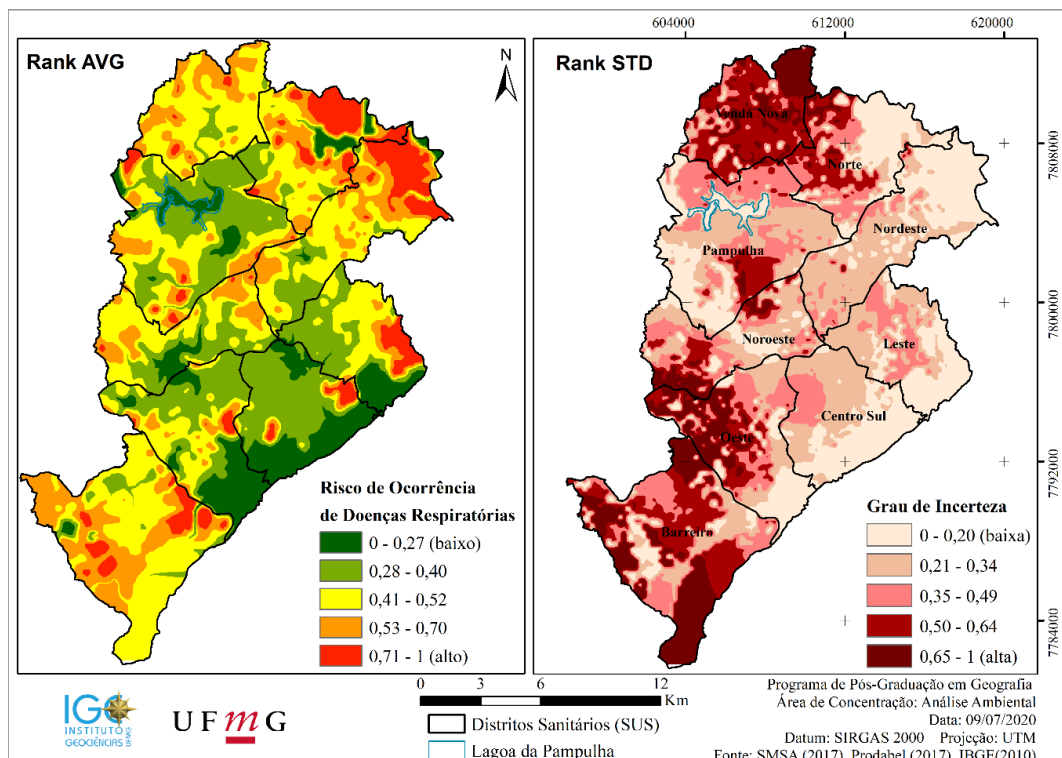 604000 612000 620000
Rank AVG
N
Rank STD
Venda Nova
Norte
Nordeste
Pampulha
Noroeste
Leste
Centro Sul
Oeste
Barreiro
7808000
7800000
7792000
7784000
Risco de Ocorrência
de Doenças Respiratórias
0 - 0,27 (baixo)
0,28 - 0,40
0,41 - 0,52
0,53 - 0,70
0,71 - 1 (alto)
Grau de Incerteza
0 - 0,20 (baixa)
0,21 - 0,34
0,35 - 0,49
0,50 - 0,64
0,65 - 1 (alta)
0 3 6 12
Km
Distritos Sanitários (SUS)
Lagoa da Pampulha
IGC
INSTITUTO
GEOCIÊNCIAS
UFMG
UFmG
Programa de Pós-Graduação em Geografia
Área de Concentração: Análise Ambiental
Data: 09/07/2020
Datum: SIRGAS 2000 Projeção: UTM
Fonte: SMSA (2017), Prodabel (2017), IBGE(2010)